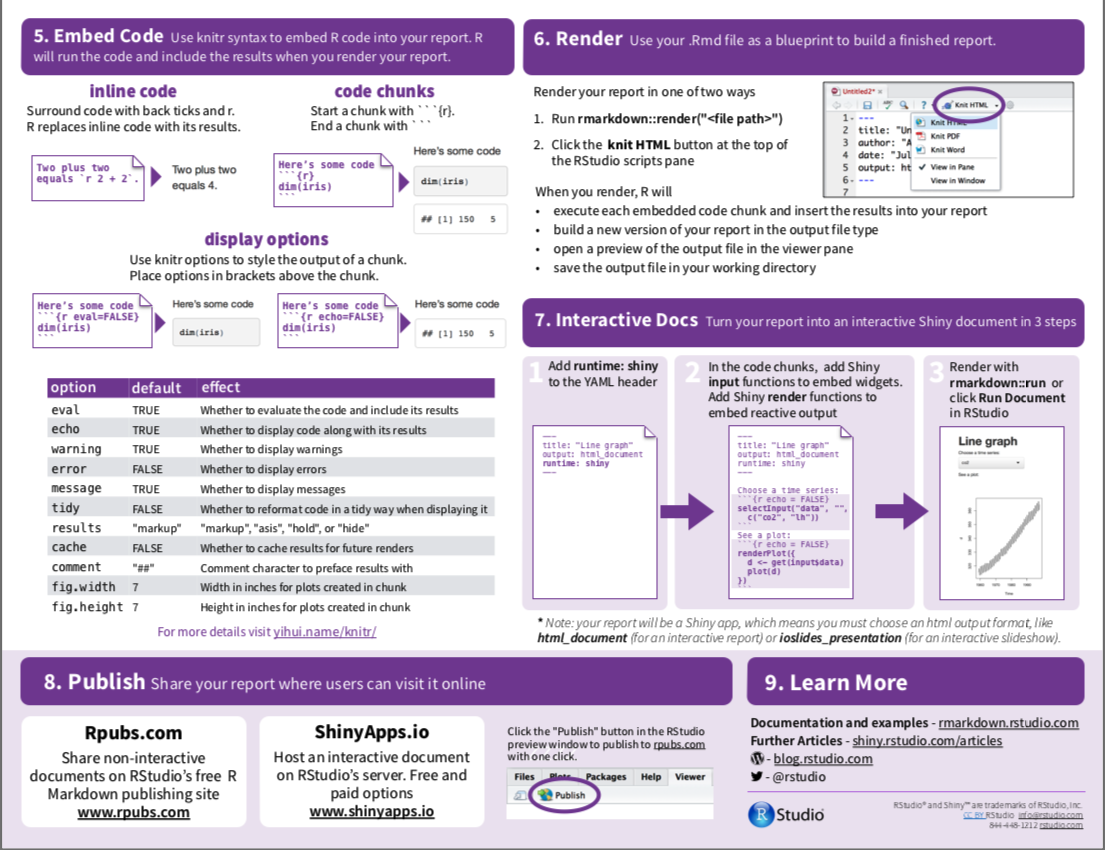 5. Embed Code Use knitr syntax to embed R code into your report. R
will run the code and include the results when you render your report.
inline code
Surround code with back ticks and r.
R replaces inline code with its results.
Two plus two
equals `r 2 + 2`.
Two plus two
equals 4.
code chunks
Start a chunk with ```{r}.
End a chunk with ```
Here's some code
```{r}
dim(iris)
```
Here's some code
dim(iris)
## [1] 150 5
display options
Use knitr options to style the output of a chunk.
Place options in brackets above the chunk.
Here's some code
```{r eval=FALSE}
dim(iris)
```
Here's some code
dim(iris)
Here's some code
```{r echo=FALSE}
dim(iris)
```
Here's some code
## [1] 150 5
option default effect
eval TRUE Whether to evaluate the code and include its results
echo TRUE Whether to display code along with its results
warning TRUE Whether to display warnings
error FALSE Whether to display errors
message TRUE Whether to display messages
tidy FALSE Whether to reformat code in a tidy way when displaying it
results "markup" "markup", "asis", "hold", or "hide"
cache FALSE Whether to cache results for future renders
comment "##" Comment character to preface results with
fig.width 7 Width in inches for plots created in chunk
fig.height 7 Height in inches for plots created in chunk
For more details visit yihui.name/knitr/
6. Render Use your .Rmd file as a blueprint to build a finished report.
Render your report in one of two ways
1. Run rmarkdown::render("<file path>")
2. Click the knit HTML button at the top of
the RStudio scripts pane
Untitled2* ×
? Knit HTML
1 ---
2 title: "Un
3 author: "A
4 date: "Jul
5 output: ht
6 ---
7
Knit HTML
Knit PDF
Knit Word
✓ View in Pane
View in Window
When you render, R will
• execute each embedded code chunk and insert the results into your report
• build a new version of your report in the output file type
• open a preview of the output file in the viewer pane
• save the output file in your working directory
7. Interactive Docs Turn your report into an interactive Shiny document in 3 steps
1 Add runtime: shiny
to the YAML header
---
title: "Line graph"
output: html_document
runtime: shiny
---
2 In the code chunks, add Shiny
input functions to embed widgets.
Add Shiny render functions to
embed reactive output
---
title: "Line graph"
output: html_document
runtime: shiny
---
Choose a time series:
```{r echo = FALSE}
selectInput("data", "",
c("co2", "lh"))
```
See a plot:
```{r echo = FALSE}
renderPlot({
d <- get(input$data)
plot(d)
})
```
3 Render with
rmarkdown::run or
click Run Document
in RStudio
Line graph
Choose a time series:
co2
See a plot:
Time
* Note: your report will be a Shiny app, which means you must choose an html output format, like
html_document (for an interactive report) or ioslides_presentation (for an interactive slideshow).
8. Publish Share your report where users can visit it online
Rpubs.com
Share non-interactive
documents on RStudio's free R
Markdown publishing site
www.rpubs.com
ShinyApps.io
Host an interactive document
on RStudio's server. Free and
paid options
www.shinyapps.io
Click the "Publish" button in the RStudio
preview window to publish to rpubs.com
with one click.
Files Plots Packages Help Viewer
Publish
9. Learn More
Documentation and examples - rmarkdown.rstudio.com
Further Articles - shiny.rstudio.com/articles
- blog.rstudio.com
- @rstudio
R Studio
RStudio® and Shiny™ are trademarks of RStudio, Inc.
CC BY RStudio info@rstudio.com
844-448-1212 rstudio.com